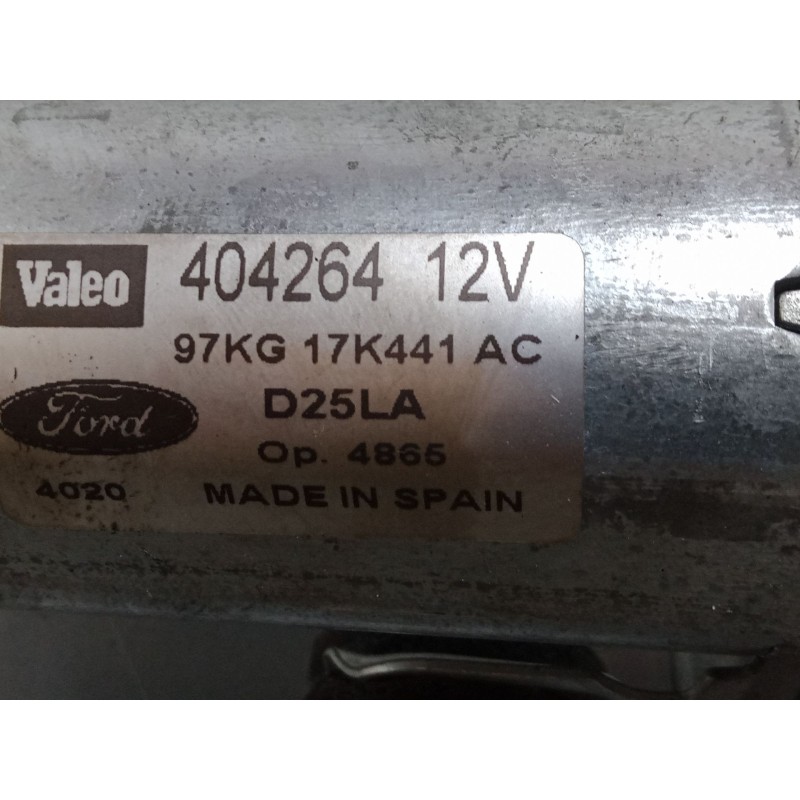 Valeo 404264 12V
97KG 17K441 AC
Ford D25LA
Op. 4865
4020 MADE IN SPAIN